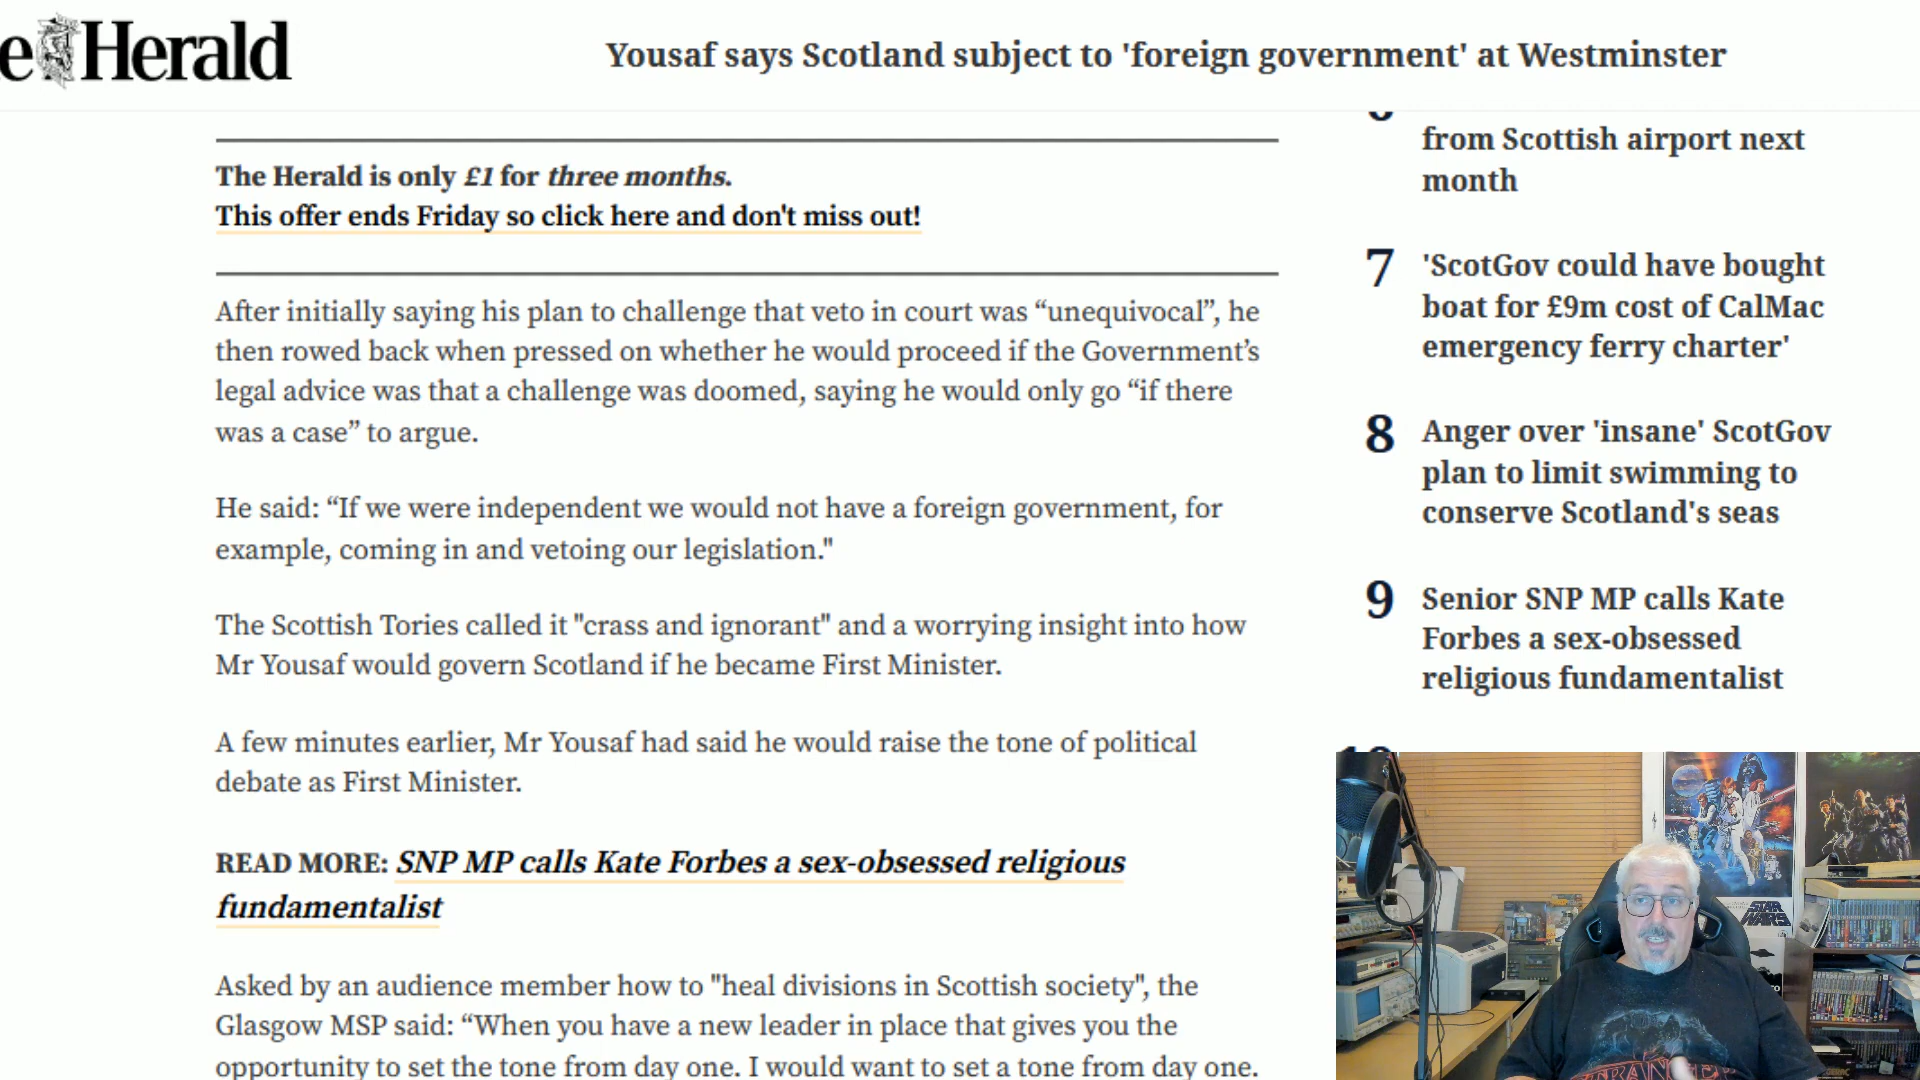 e Herald
Yousaf says Scotland subject to 'foreign government' at Westminster
The Herald is only £1 for three months.
This offer ends Friday so click here and don't miss out!
After initially saying his plan to challenge that veto in court was “unequivocal”, he
then rowed back when pressed on whether he would proceed if the Government’s
legal advice was that a challenge was doomed, saying he would only go “if there
was a case” to argue.
He said: “If we were independent we would not have a foreign government, for
example, coming in and vetoing our legislation."
The Scottish Tories called it "crass and ignorant" and a worrying insight into how
Mr Yousaf would govern Scotland if he became First Minister.
A few minutes earlier, Mr Yousaf had said he would raise the tone of political
debate as First Minister.
READ MORE: SNP MP calls Kate Forbes a sex-obsessed religious
fundamentalist
Asked by an audience member how to "heal divisions in Scottish society", the
Glasgow MSP said: “When you have a new leader in place that gives you the
opportunity to set the tone from day one. I would want to set a tone from day one.
from Scottish airport next
month
7 'ScotGov could have bought
boat for £9m cost of CalMac
emergency ferry charter'
8 Anger over 'insane' ScotGov
plan to limit swimming to
conserve Scotland's seas
9 Senior SNP MP calls Kate
Forbes a sex-obsessed
religious fundamentalist
STAR
WARS